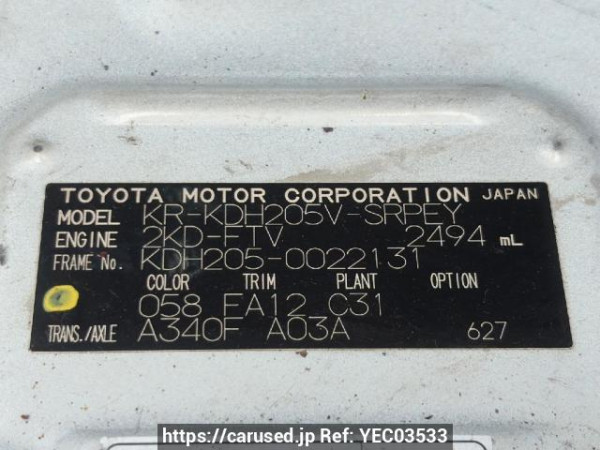 TOYOTA MOTOR CORPORATION JAPAN
MODEL KR-KDH205V-SRPEY
ENGINE 2KD-FTV 2494 mL
FRAME No. KDH205-0022131
COLOR TRIM PLANT OPTION
058 FA12 C31
TRANS./AXLE A340F A03A 627
https://carused.jp Ref: YEC03533